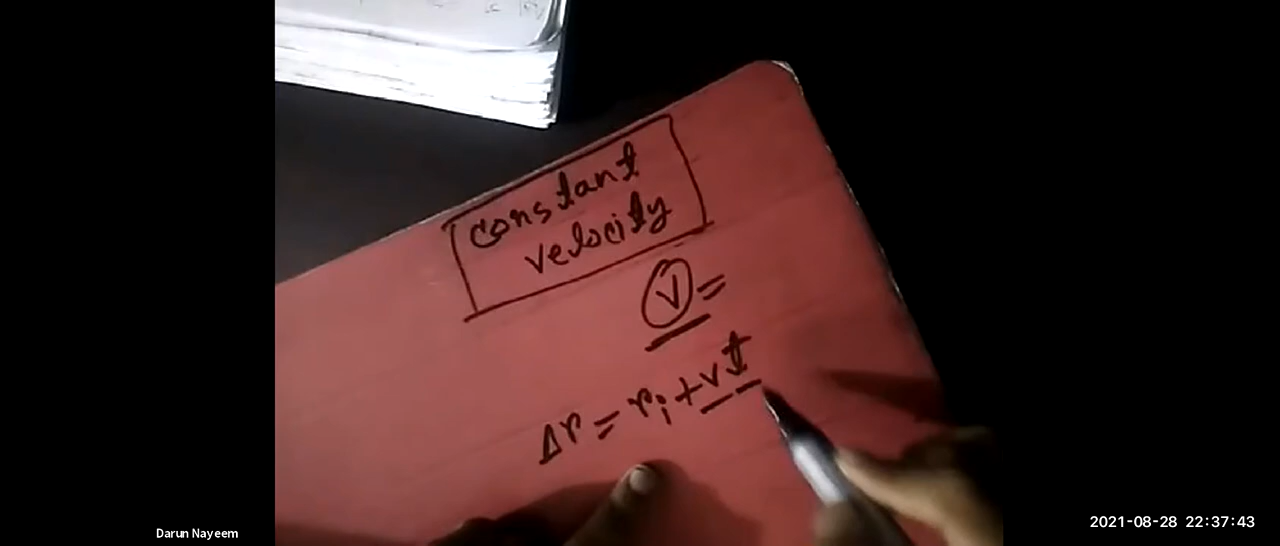 constant
velocity
v =
Δr = ri + vt
Darun Nayeem
2021-08-28 22:37:43